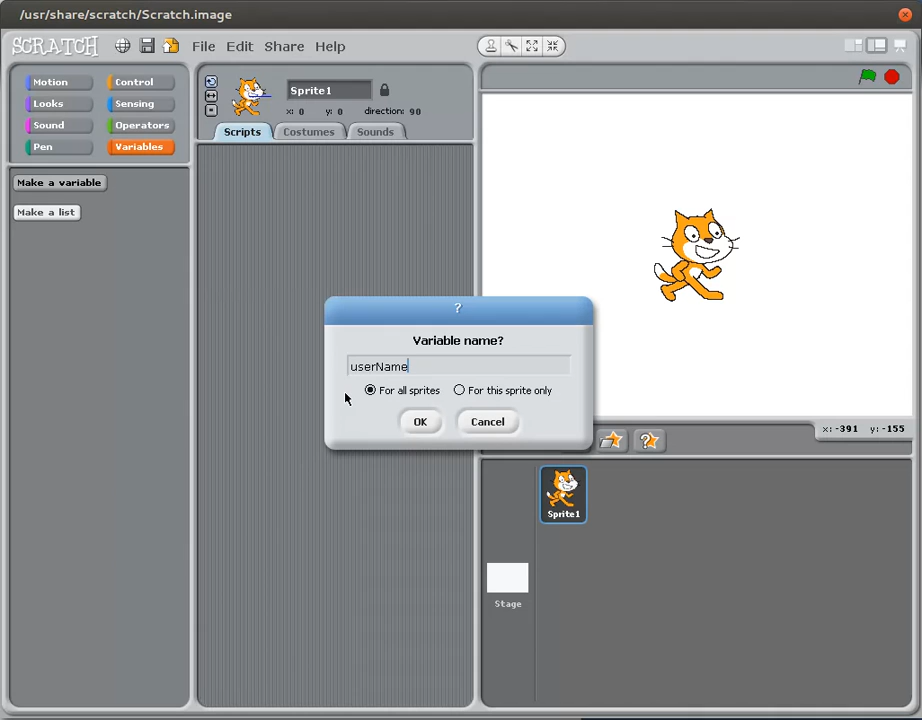 /usr/share/scratch/Scratch.image
SCRATCH File Edit Share Help
Motion Control
Looks Sensing
Sound Operators
Pen Variables
Make a variable
Make a list
Sprite1
x: 0 y: 0 direction: 90
Scripts Costumes Sounds
?
Variable name?
userName
For all sprites For this sprite only
OK Cancel
x: -391 y: -155
Sprite1
Stage